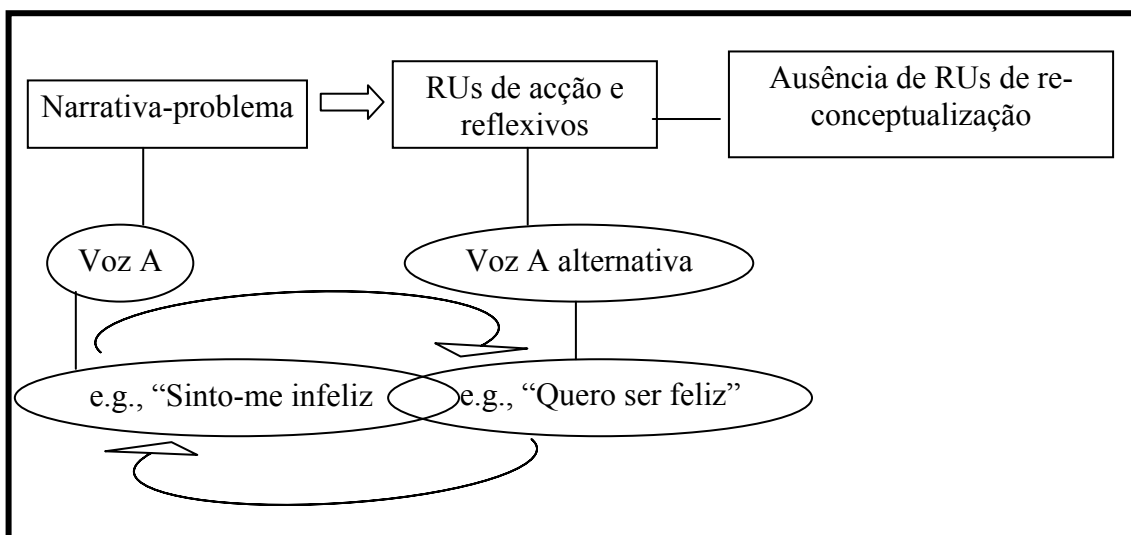 Narrativa-problema
RUs de acção e
reflexivos
Ausência de RUs de re-
conceptualização
Voz A
Voz A alternativa
e.g., “Sinto-me infeliz
e.g., “Quero ser feliz”